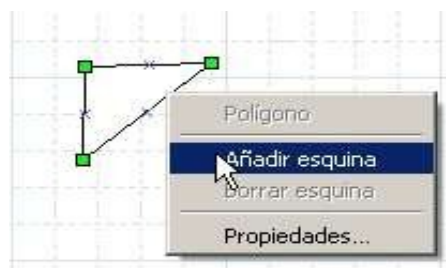 Polígono
Añadir esquina
Borrar esquina
Propiedades...